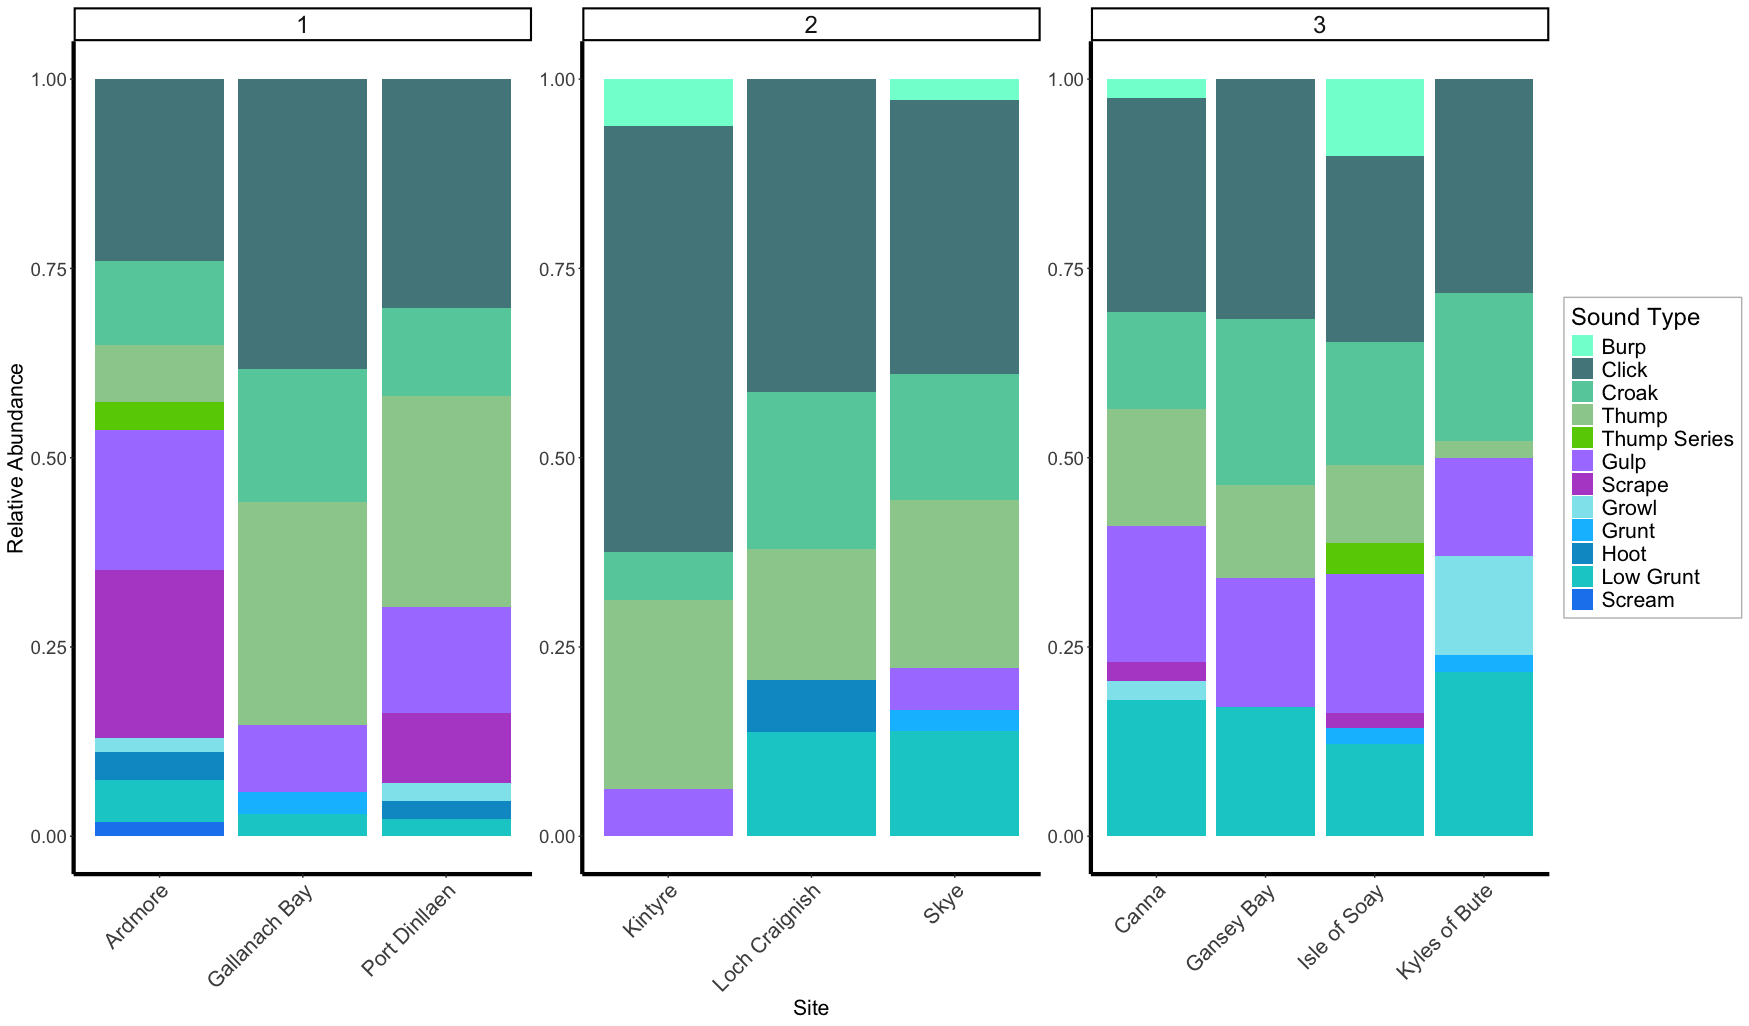 1
2
3
1.00
0.75
0.50
0.25
0.00
1.00
0.75
0.50
0.25
0.00
1.00
0.75
0.50
0.25
0.00
Relative Abundance
Ardmore
Gallanach Bay
Port Dinllaen
Kintyre
Loch Craignish
Skye
Canna
Gansey Bay
Isle of Soay
Kyles of Bute
Site
Sound Type
Burp
Click
Croak
Thump
Thump Series
Gulp
Scrape
Growl
Grunt
Hoot
Low Grunt
Scream